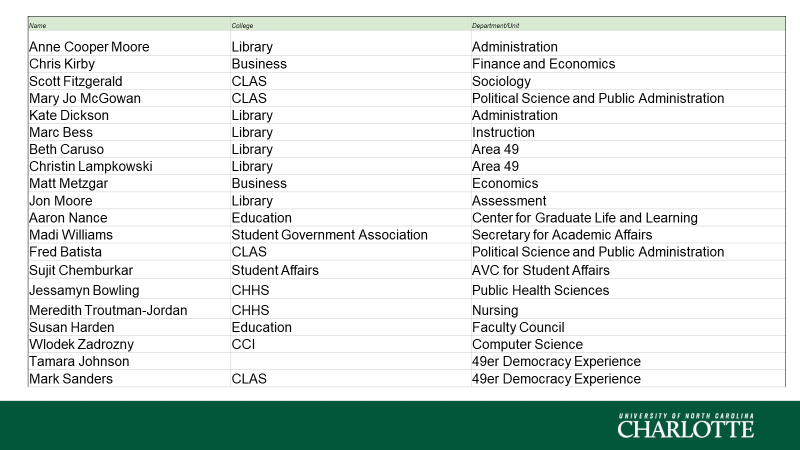 Name College Department/Unit
Anne Cooper Moore Library Administration
Chris Kirby Business Finance and Economics
Scott Fitzgerald CLAS Sociology
Mary Jo McGowan CLAS Political Science and Public Administration
Kate Dickson Library Administration
Marc Bess Library Instruction
Beth Caruso Library Area 49
Christin Lampkowski Library Area 49
Matt Metzgar Business Economics
Jon Moore Library Assessment
Aaron Nance Education Center for Graduate Life and Learning
Madi Williams Student Government Association Secretary for Academic Affairs
Fred Batista CLAS Political Science and Public Administration
Sujit Chemburkar Student Affairs AVC for Student Affairs
Jessamyn Bowling CHHS Public Health Sciences
Meredith Troutman-Jordan CHHS Nursing
Susan Harden Education Faculty Council
Wlodek Zadrozny CCI Computer Science
Tamara Johnson 49er Democracy Experience
Mark Sanders CLAS 49er Democracy Experience
UNIVERSITY OF NORTH CAROLINA
CHARLOTTE